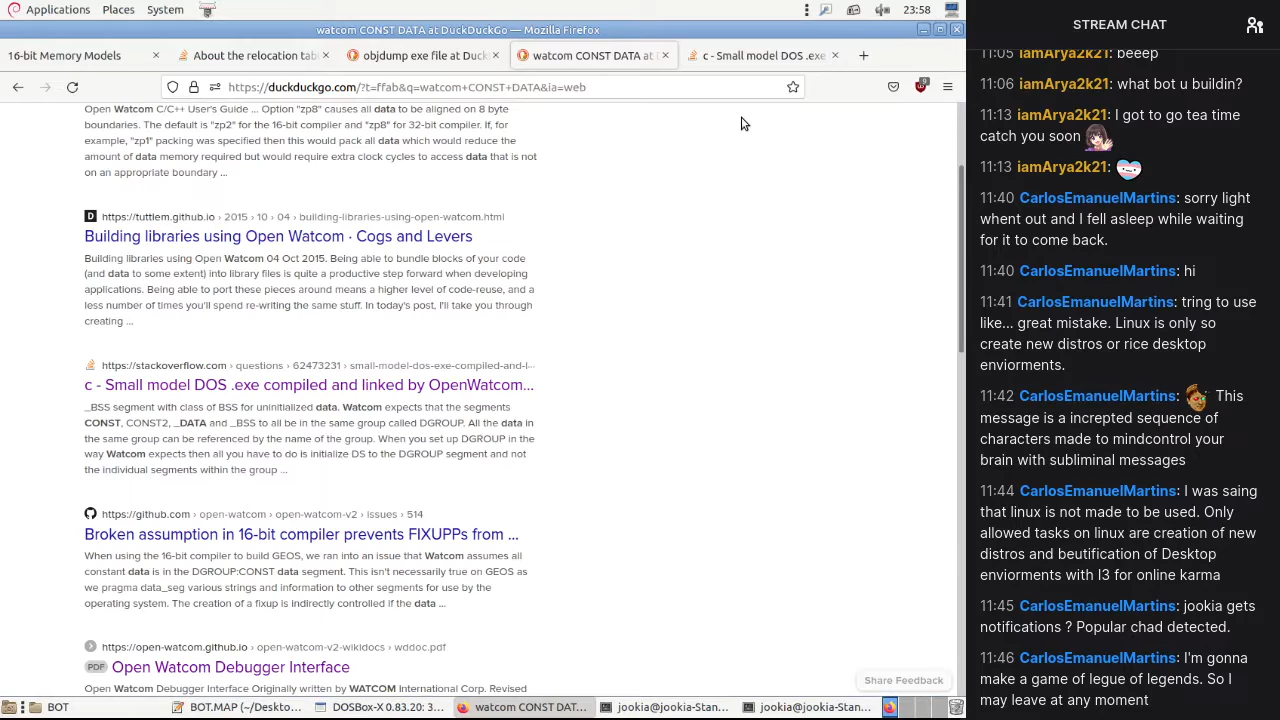 Applications Places System 23:58
watcom CONST DATA at DuckDuckGo — Mozilla Firefox
16-bit Memory Models × About the relocation tab × objdump exe file at Duck × watcom CONST DATA at × c - Small model DOS .exe × +
https://duckduckgo.com/?t=ffab&q=watcom+CONST+DATA&ia=web
Open Watcom C/C++ User's Guide ... Option "zp8" causes all data to be aligned on 8 byte
boundaries. The default is "zp2" for the 16-bit compiler and "zp8" for 32-bit compiler. If, for
example, "zp1" packing was specified then this would pack all data which would reduce the
amount of data memory required but would require extra clock cycles to access data that is not
on an appropriate boundary ...
https://tuttlem.github.io › 2015 › 10 › 04 › building-libraries-using-open-watcom.html
Building libraries using Open Watcom · Cogs and Levers
Building libraries using Open Watcom 04 Oct 2015. Being able to bundle blocks of your code
(and data to some extent) into library files is quite a productive step forward when developing
applications. Being able to port these pieces around means a higher level of code-reuse, and a
less number of times you'll spend re-writing the same stuff. In today's post, I'll take you through
creating ...
https://stackoverflow.com › questions › 62473231 › small-model-dos-exe-compiled-and-l...
c - Small model DOS .exe compiled and linked by OpenWatcom...
_BSS segment with class of BSS for uninitialized data. Watcom expects that the segments
CONST, CONST2, _DATA and _BSS to all be in the same group called DGROUP. All the data in
the same group can be referenced by the name of the group. When you set up DGROUP in the
way Watcom expects then all you have to do is initialize DS to the DGROUP segment and not
the individual segments within the group ...
https://github.com › open-watcom › open-watcom-v2 › issues › 514
Broken assumption in 16-bit compiler prevents FIXUPPs from ...
When using the 16-bit compiler to build GEOS, we ran into an issue that Watcom assumes all
constant data is in the DGROUP:CONST data segment. This isn't necessarily true on GEOS as
we pragma data_seg various strings and information to other segments for use by the
operating system. The creation of a fixup is indirectly controlled if the data ...
https://open-watcom.github.io › open-watcom-v2-wikidocs › wddoc.pdf
PDF Open Watcom Debugger Interface
Open Watcom Debugger Interface Originally written by WATCOM International Corp. Revised
Share Feedback
BOT BOT.MAP (~/Deskto... DOSBox-X 0.83.20: 3... watcom CONST DAT... jookia@jookia-Stan... jookia@jookia-Stan...
STREAM CHAT
11:05 iamArya2k21: beeep
11:06 iamArya2k21: what bot u buildin?
11:13 iamArya2k21: I got to go tea time
catch you soon
11:13 iamArya2k21:
11:40 CarlosEmanuelMartins: sorry light
whent out and I fell asleep while waiting
for it to come back.
11:40 CarlosEmanuelMartins: hi
11:41 CarlosEmanuelMartins: tring to use
like... great mistake. Linux is only so
create new distros or rice desktop
enviorments.
11:42 CarlosEmanuelMartins: This
message is a increpted sequence of
characters made to mindcontrol your
brain with subliminal messages
11:44 CarlosEmanuelMartins: I was saing
that linux is not made to be used. Only
allowed tasks on linux are creation of new
distros and beutification of Desktop
enviorments with I3 for online karma
11:45 CarlosEmanuelMartins: jookia gets
notifications ? Popular chad detected.
11:46 CarlosEmanuelMartins: I'm gonna
make a game of legue of legends. So I
may leave at any moment